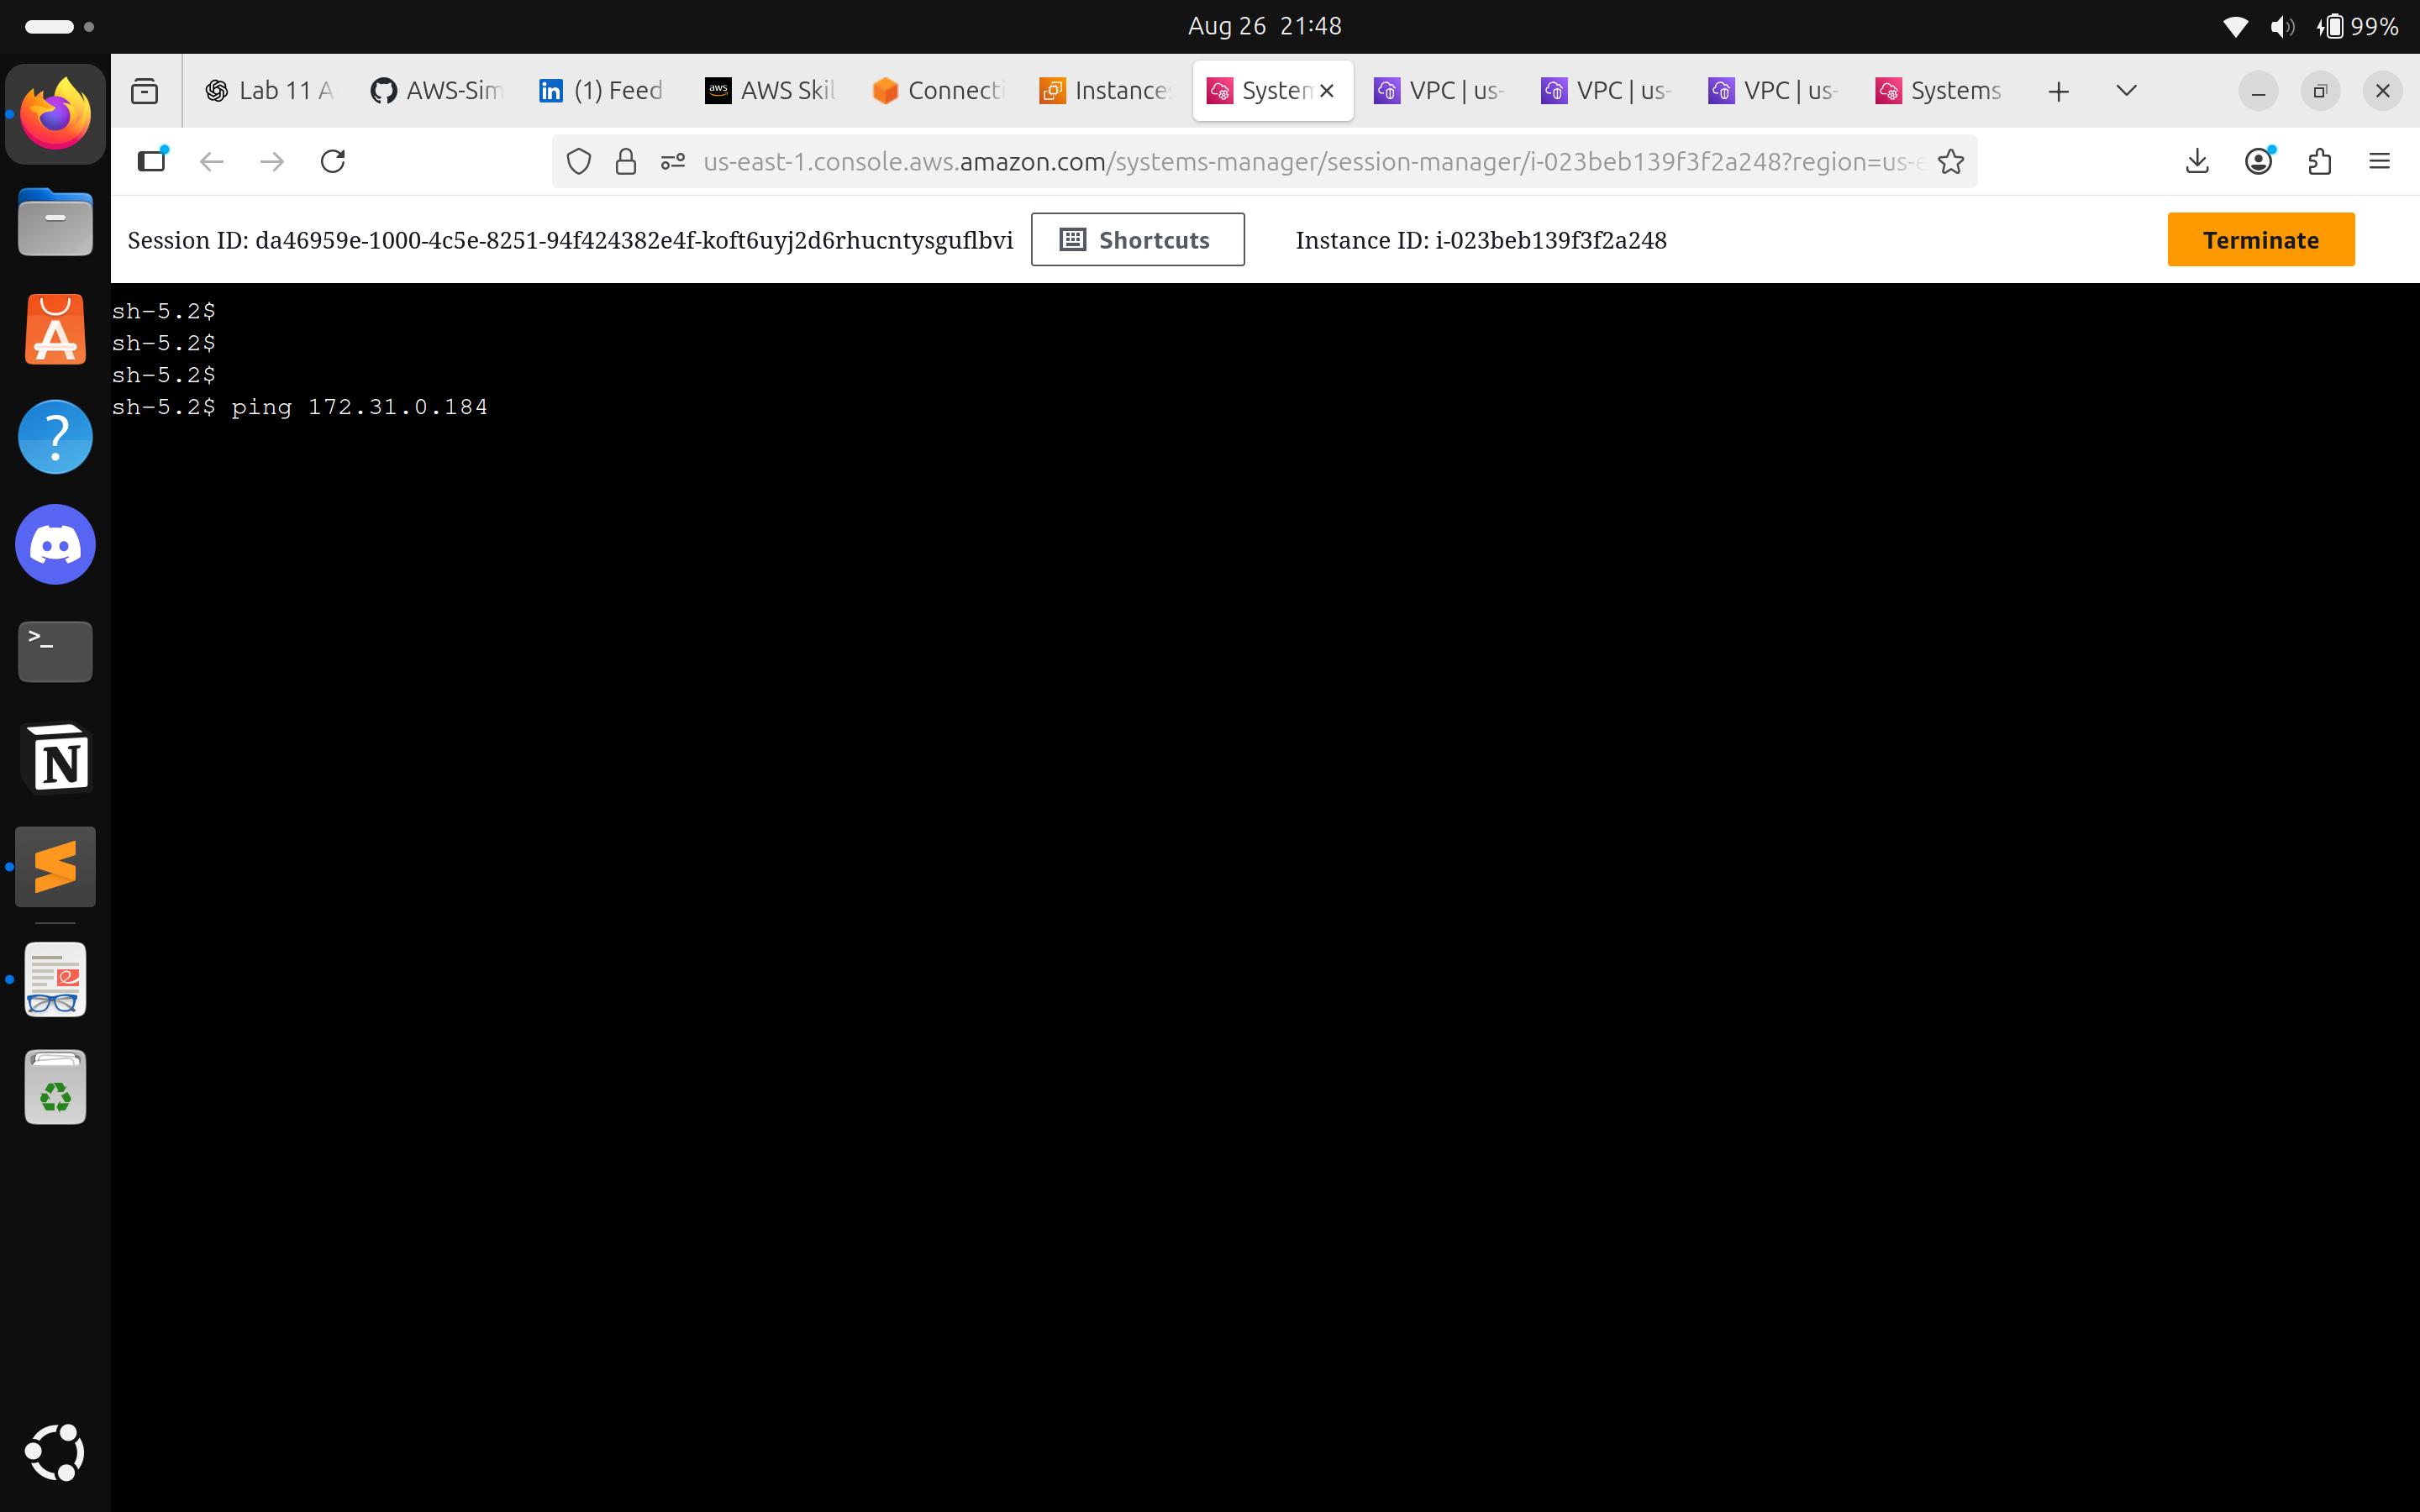 Aug 26 21:48
99%
Lab 11 A
AWS-Sim
(1) Feed
AWS Skil
Connecti
Instances
System
VPC | us-
VPC | us-
VPC | us-
Systems
us-east-1.console.aws.amazon.com/systems-manager/session-manager/i-023beb139f3f2a248?region=us-e
Session ID: da46959e-1000-4c5e-8251-94f424382e4f-koft6uyj2d6rhucntysguflbvi
Shortcuts
Instance ID: i-023beb139f3f2a248
Terminate
sh-5.2$
sh-5.2$
sh-5.2$
sh-5.2$ ping 172.31.0.184